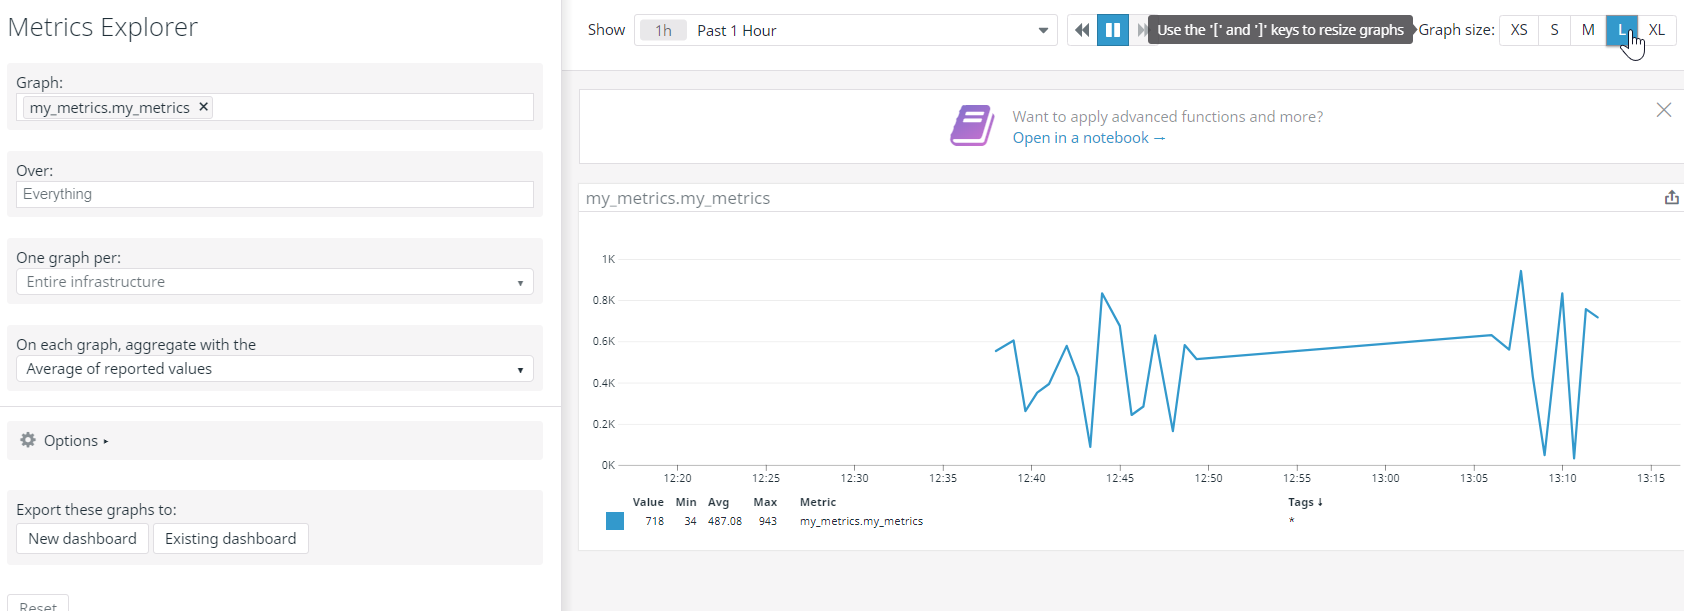 Metrics Explorer
Graph:
my_metrics.my_metrics ×
Over:
Everything
One graph per:
Entire infrastructure
On each graph, aggregate with the
Average of reported values
Options
Export these graphs to:
New dashboard Existing dashboard
Reset
Show 1h Past 1 Hour Use the '[' and ']' keys to resize graphs Graph size: XS S M L XL
Want to apply advanced functions and more?
Open in a notebook →
my_metrics.my_metrics
1K
0.8K
0.6K
0.4K
0.2K
0K
12:20 12:25 12:30 12:35 12:40 12:45 12:50 12:55 13:00 13:05 13:10 13:15
Value Min Avg Max Metric Tags ↓
718 34 487.08 943 my_metrics.my_metrics *